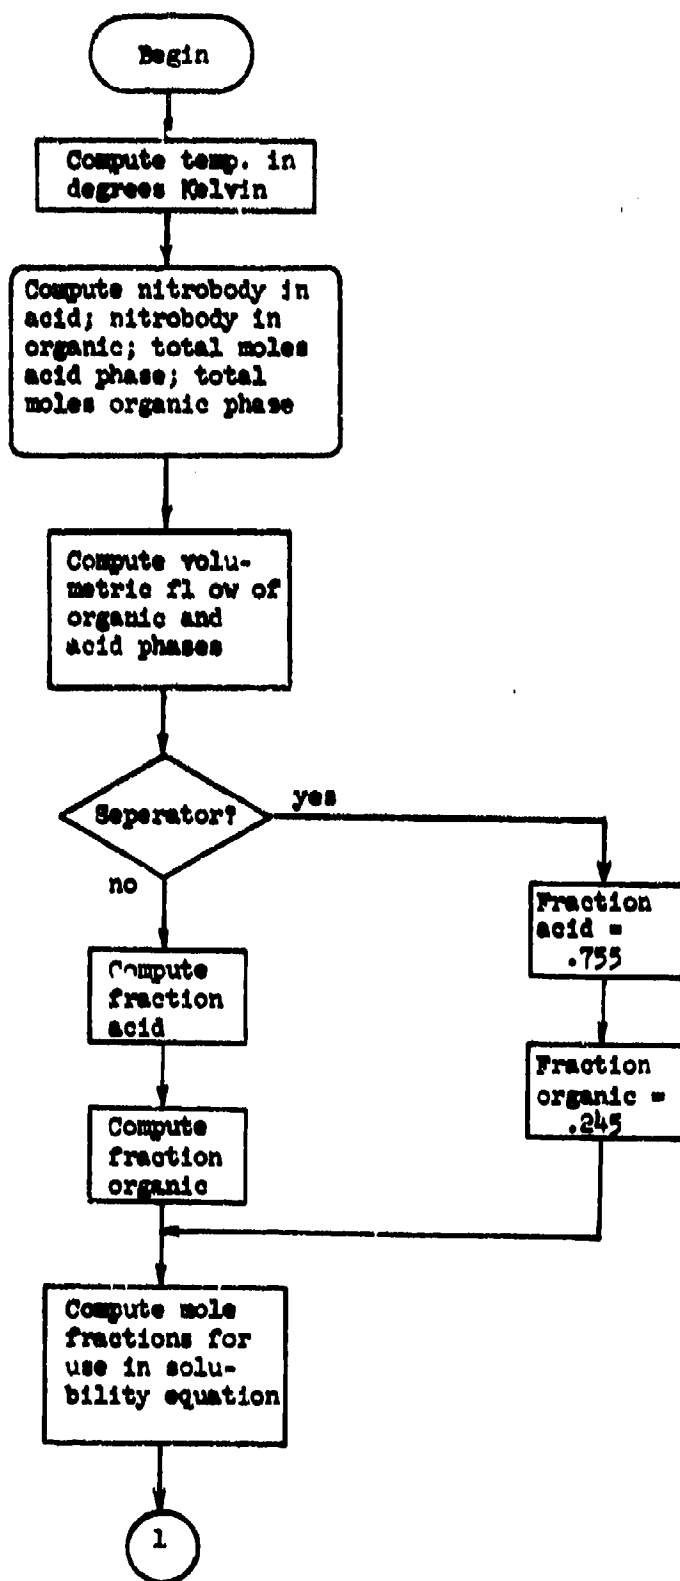 Begin
Compute temp. in
degrees Kelvin
Compute nitrobody in
acid; nitrobody in
organic; total moles
acid phase; total
moles organic phase
Compute volu-
metric fl ow of
organic and
acid phases
Seperator?
yes
no
Fraction
acid =
.755
Compute
fraction
acid
Fraction
organic =
.245
Compute
fraction
organic
Compute mole
fractions for
use in solu-
bility equation
1